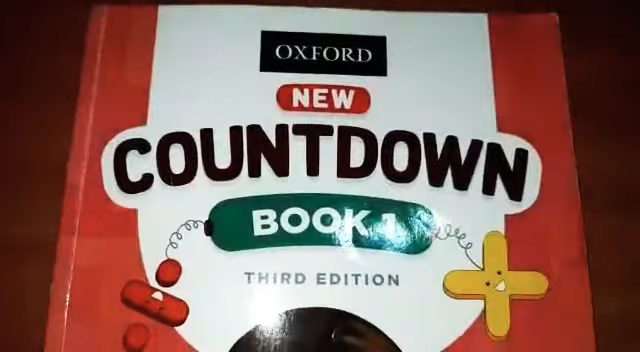 OXFORD
NEW
COUNTDOWN
BOOK 1
THIRD EDITION